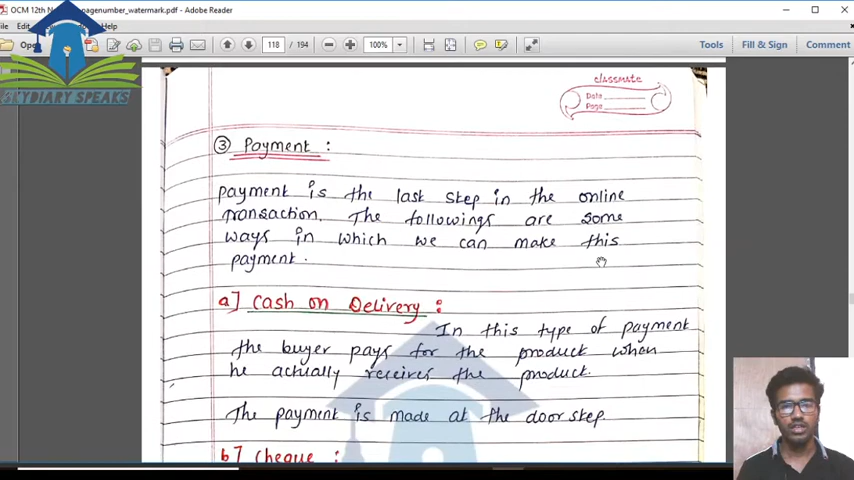 OCM 12th N pagenumber_watermark.pdf - Adobe Reader
Help
Open
118 / 194
100%
Tools
Fill & Sign
Comment
SKYDIARY SPEAKS
classmate
Date
Page
③ Payment :
payment is the last step in the online
transaction. The followings are some
ways in which we can make this
payment.
a] Cash on Delivery :
In this type of payment
the buyer pays for the product when
he actually receives the product.
The payment is made at the door step.
b] Cheque :